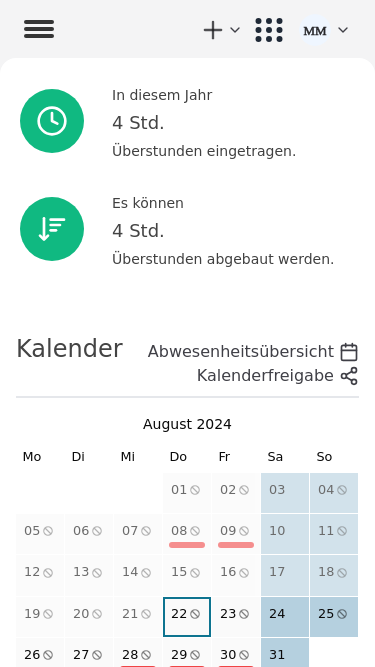 MM
In diesem Jahr
4 Std.
Überstunden eingetragen.
Es können
4 Std.
Überstunden abgebaut werden.
Kalender
Abwesenheitsübersicht
Kalenderfreigabe
August 2024
Mo Di Mi Do Fr Sa So
01 02 03 04
05 06 07 08 09 10 11
12 13 14 15 16 17 18
19 20 21 22 23 24 25
26 27 28 29 30 31